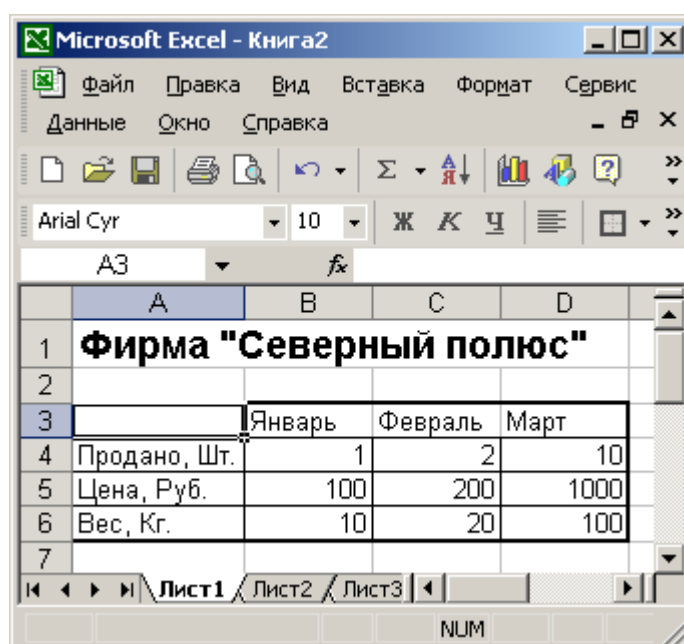 Microsoft Excel - Книга2
Файл Правка Вид Вставка Формат Сервис
Данные Окно Справка
Arial Cyr 10 Ж К Ч
A3 fx
A B C D
1 Фирма "Северный полюс"
2
3 Январь Февраль Март
4 Продано, Шт. 1 2 10
5 Цена, Руб. 100 200 1000
6 Вес, Кг. 10 20 100
7
Лист1 Лист2 Лист3
NUM